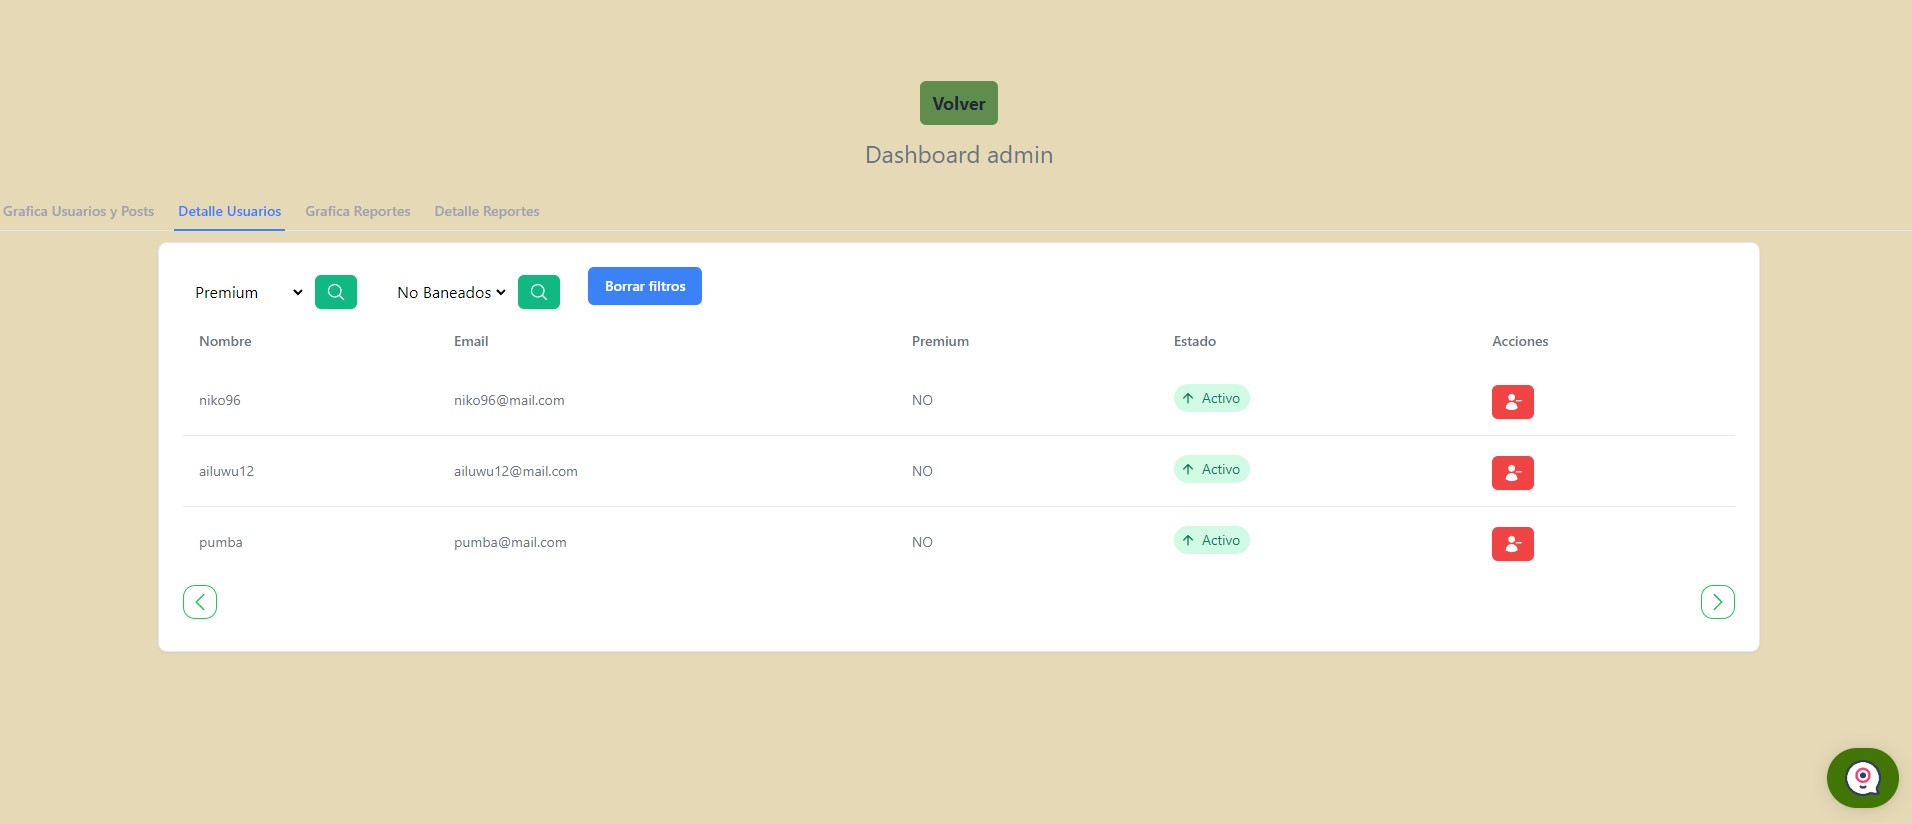 Volver
Dashboard admin
Grafica Usuarios y Posts Detalle Usuarios Grafica Reportes Detalle Reportes
Premium No Baneados Borrar filtros
Nombre Email Premium Estado Acciones
niko96 niko96@mail.com NO Activo
ailuwu12 ailuwu12@mail.com NO Activo
pumba pumba@mail.com NO Activo